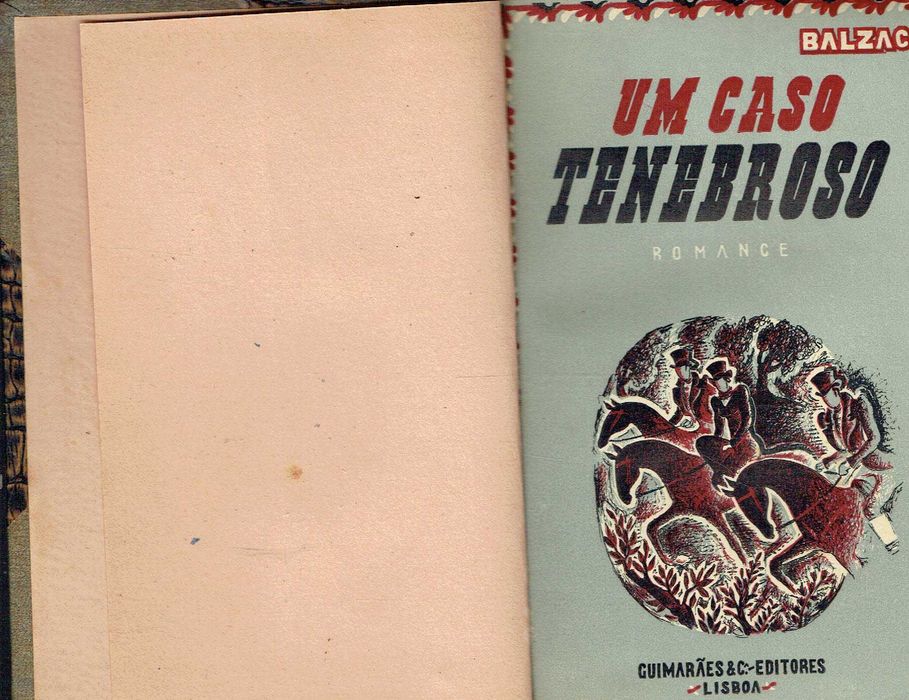 BALZAC
UM CASO
TENEBROSO
ROMANCE
GUIMARÃES & C.ª-EDITORES
LISBOA